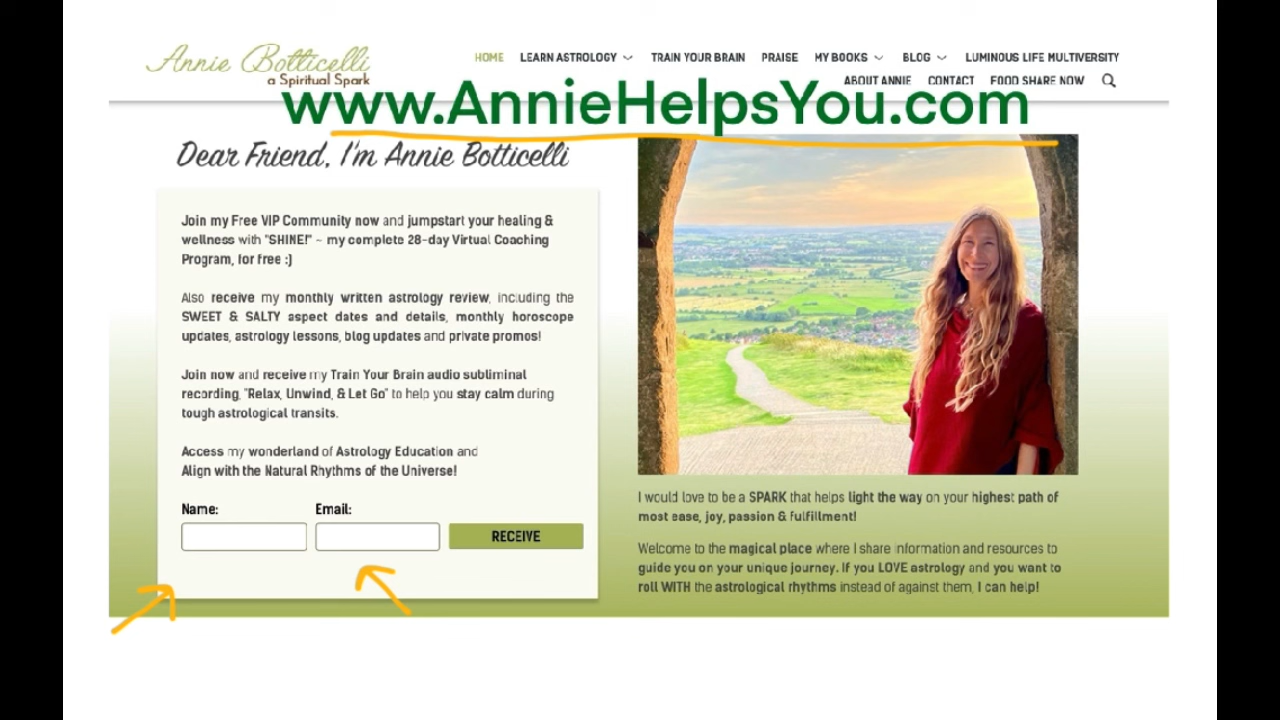 Annie Botticelli
a Spiritual Spark
HOME LEARN ASTROLOGY TRAIN YOUR BRAIN PRAISE MY BOOKS BLOG LUMINOUS LIFE MULTIVERSITY
ABOUT ANNIE CONTACT FOOD SHARE NOW
www.AnnieHelpsYou.com
Dear Friend, I'm Annie Botticelli
Join my Free VIP Community now and jumpstart your healing &
wellness with "SHINE!" ~ my complete 28-day Virtual Coaching
Program, for free :)
Also receive my monthly written astrology review, including the
SWEET & SALTY aspect dates and details, monthly horoscope
updates, astrology lessons, blog updates and private promos!
Join now and receive my Train Your Brain audio subliminal
recording, "Relax, Unwind, & Let Go" to help you stay calm during
tough astrological transits.
Access my wonderland of Astrology Education and
Align with the Natural Rhythms of the Universe!
Name: Email:
RECEIVE
I would love to be a SPARK that helps light the way on your highest path of
most ease, joy, passion & fulfillment!
Welcome to the magical place where I share information and resources to
guide you on your unique journey. If you LOVE astrology and you want to
roll WITH the astrological rhythms instead of against them, I can help!